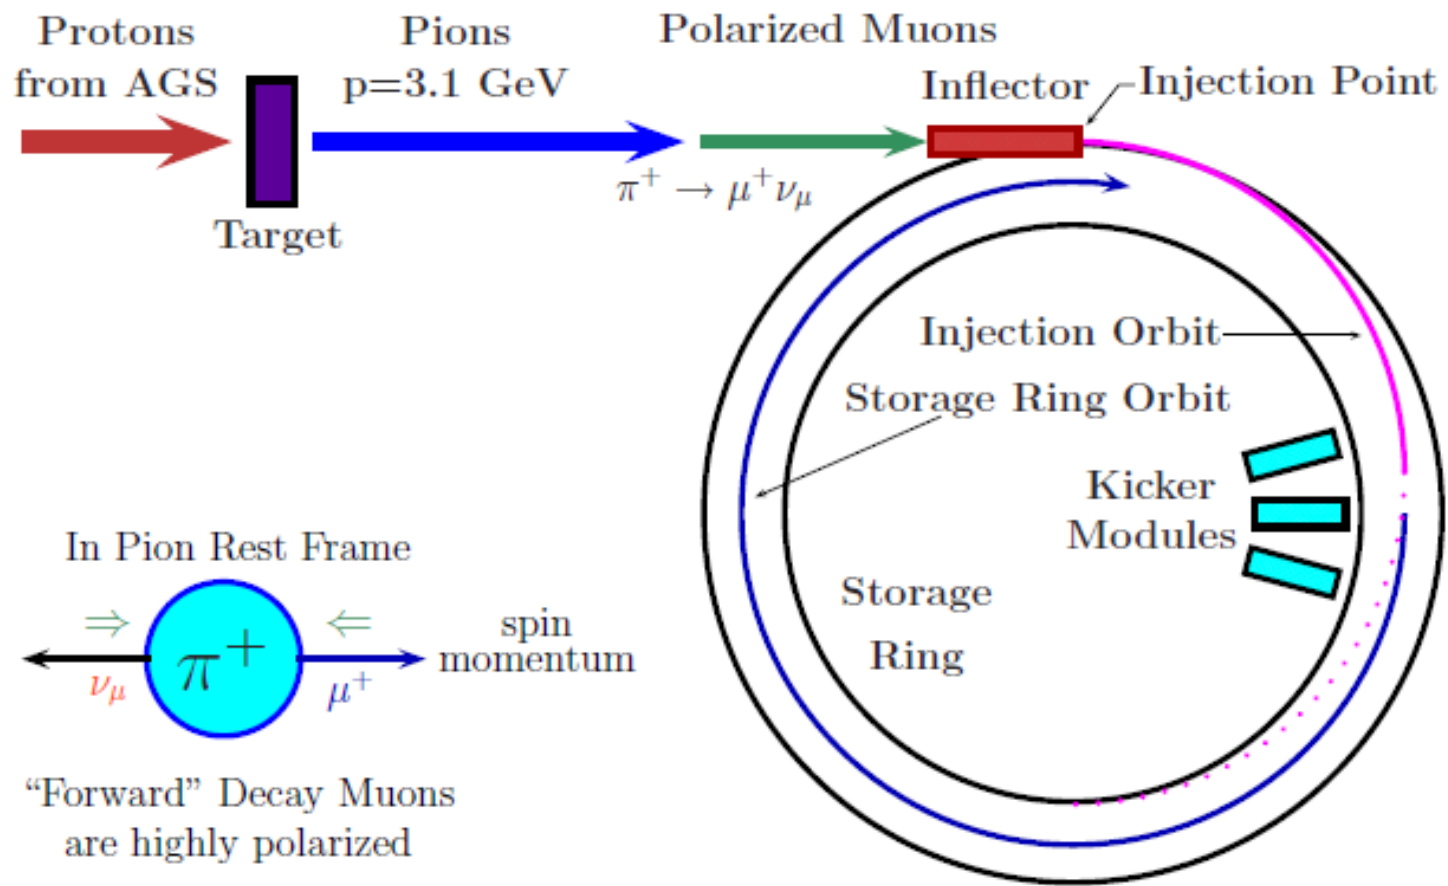 Protons
from AGS
Target
Pions
p=3.1 GeV
π⁺ → μ⁺ν_μ
Polarized Muons
Inflector
Injection Point
Injection Orbit
Storage Ring Orbit
Kicker
Modules
Storage
Ring
In Pion Rest Frame
⇒ ⇐
π⁺
ν_μ
μ⁺
spin
momentum
“Forward” Decay Muons
are highly polarized